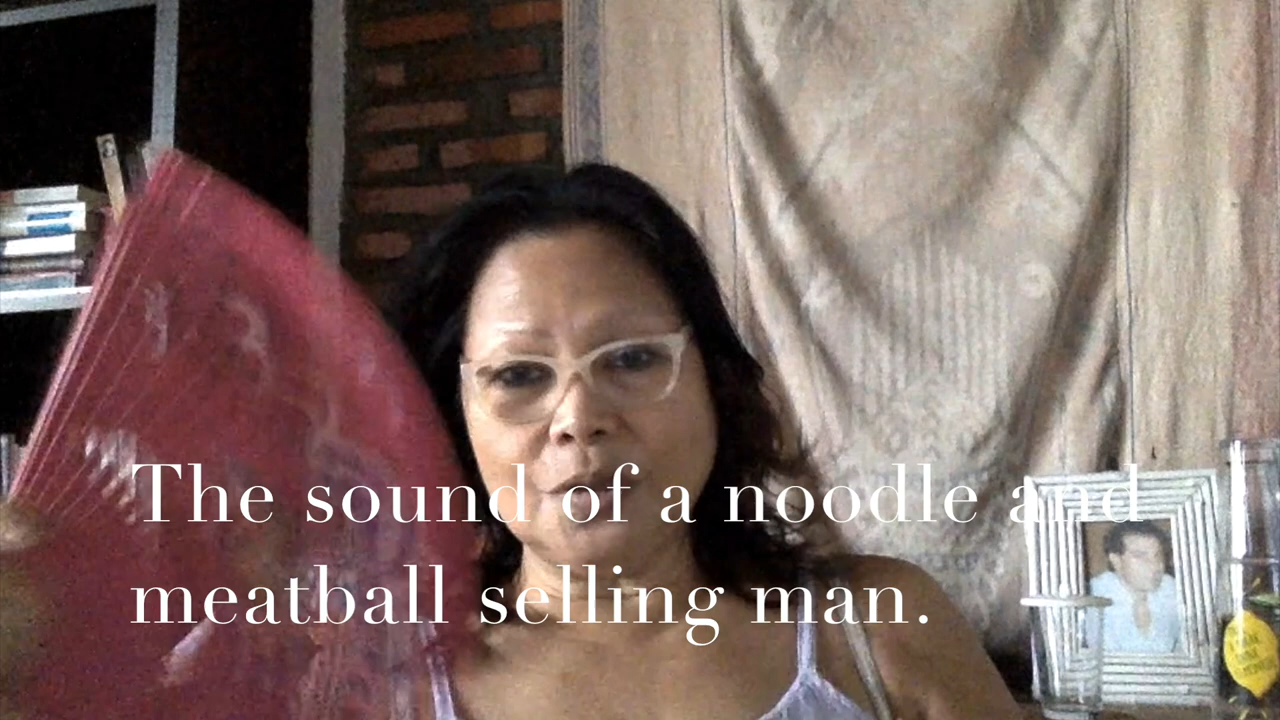 The sound of a noodle and
meatball selling man.